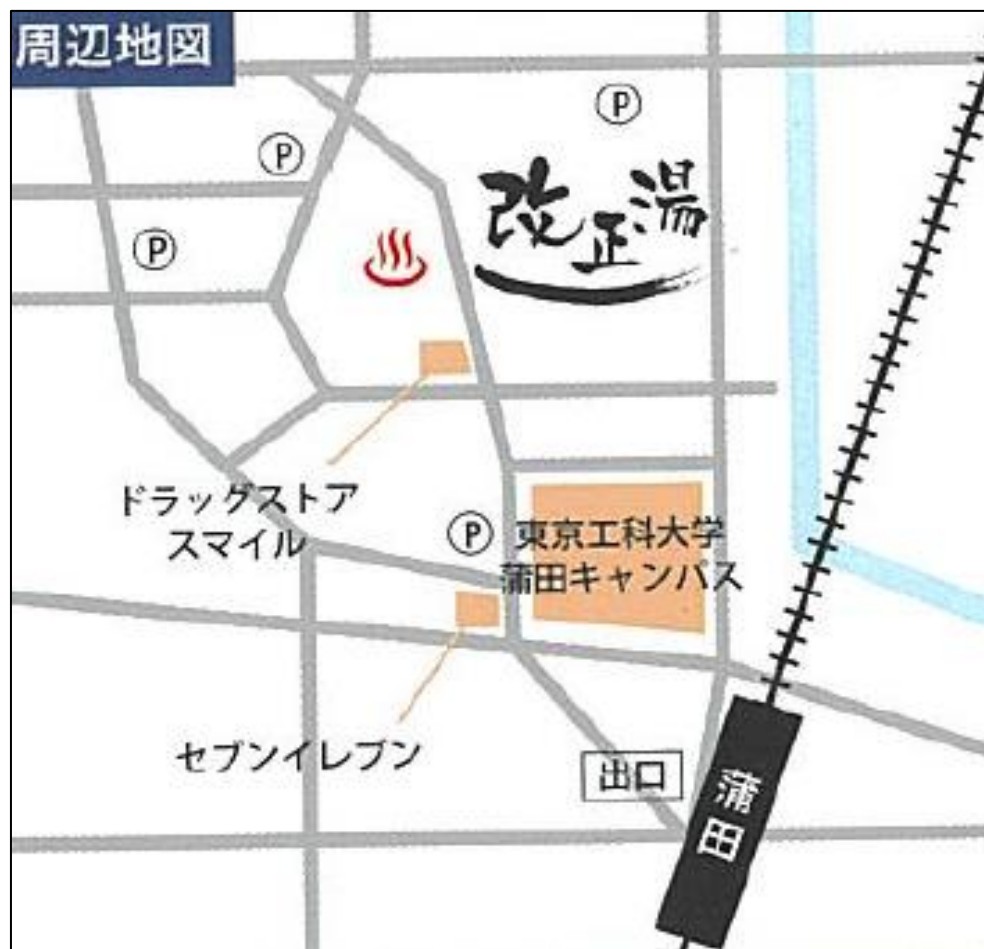 周辺地図
P
P
改正湯
P
ドラッグストア
スマイル
P
東京工科大学
蒲田キャンパス
セブンイレブン
出口
蒲田